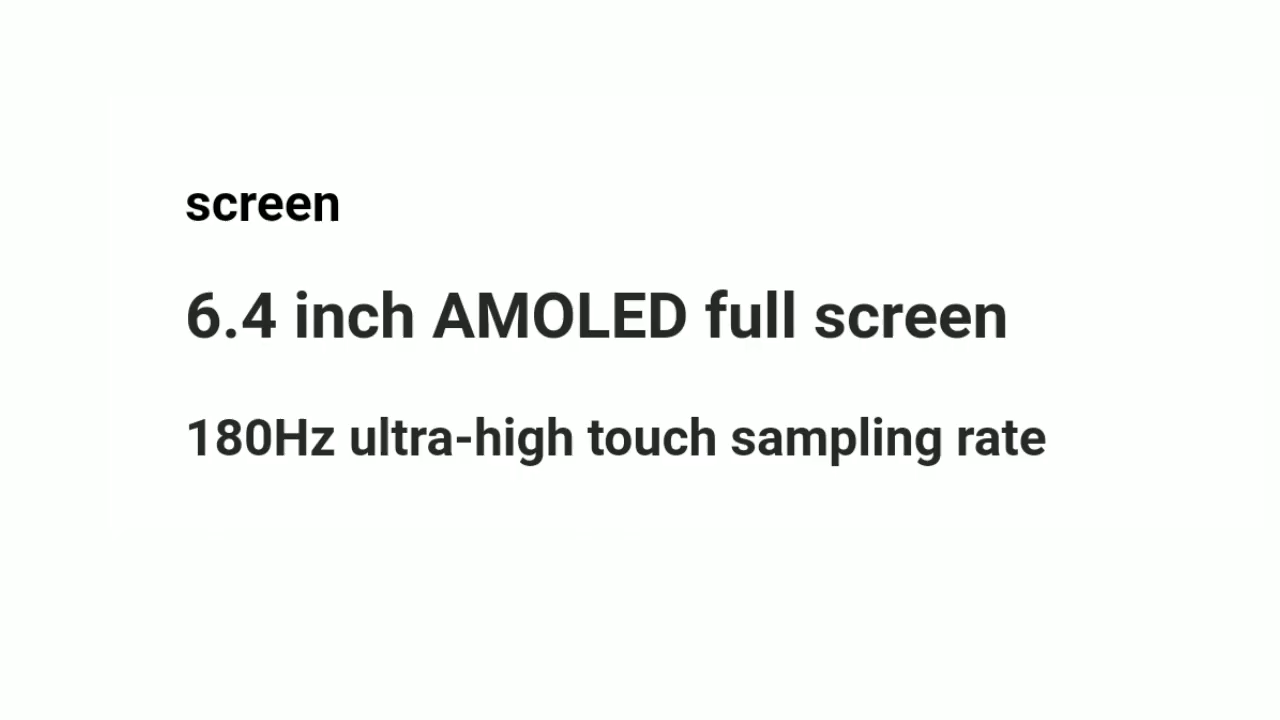 screen
6.4 inch AMOLED full screen
180Hz ultra-high touch sampling rate